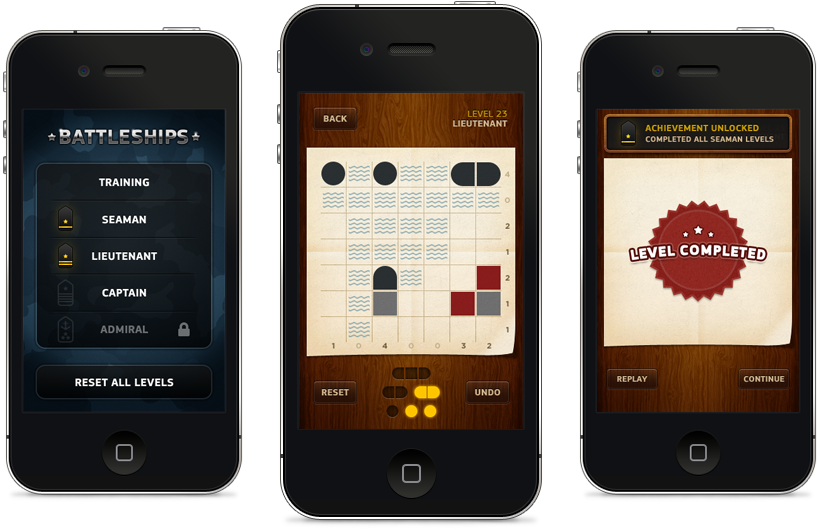 BATTLESHIPS
TRAINING
SEAMAN
LIEUTENANT
CAPTAIN
ADMIRAL
RESET ALL LEVELS
BACK
LEVEL 23
LIEUTENANT
4
0
2
1
2
1
1
1 0 4 0 0 3 2
RESET
UNDO
ACHIEVEMENT UNLOCKED
COMPLETED ALL SEAMAN LEVELS
LEVEL COMPLETED
REPLAY
CONTINUE